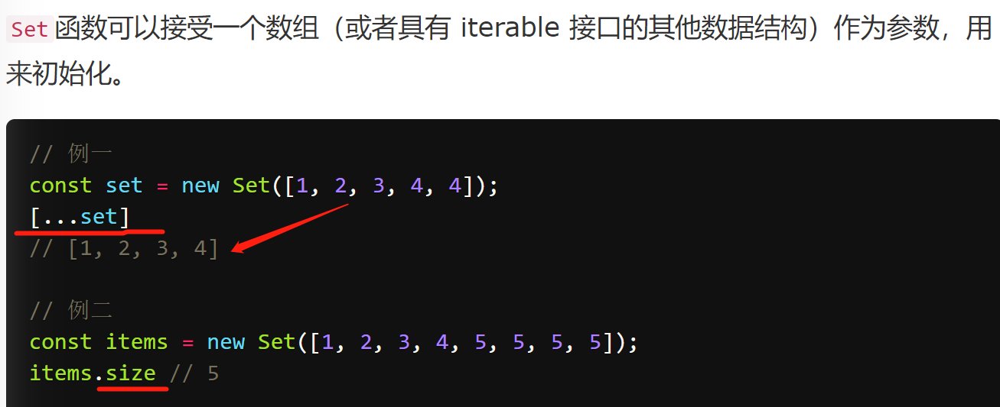 Set 函数可以接受一个数组（或者具有 iterable 接口的其他数据结构）作为参数，用
来初始化。
// 例一
const set = new Set([1, 2, 3, 4, 4]);
[...set]
// [1, 2, 3, 4]
// 例二
const items = new Set([1, 2, 3, 4, 5, 5, 5, 5]);
items.size // 5